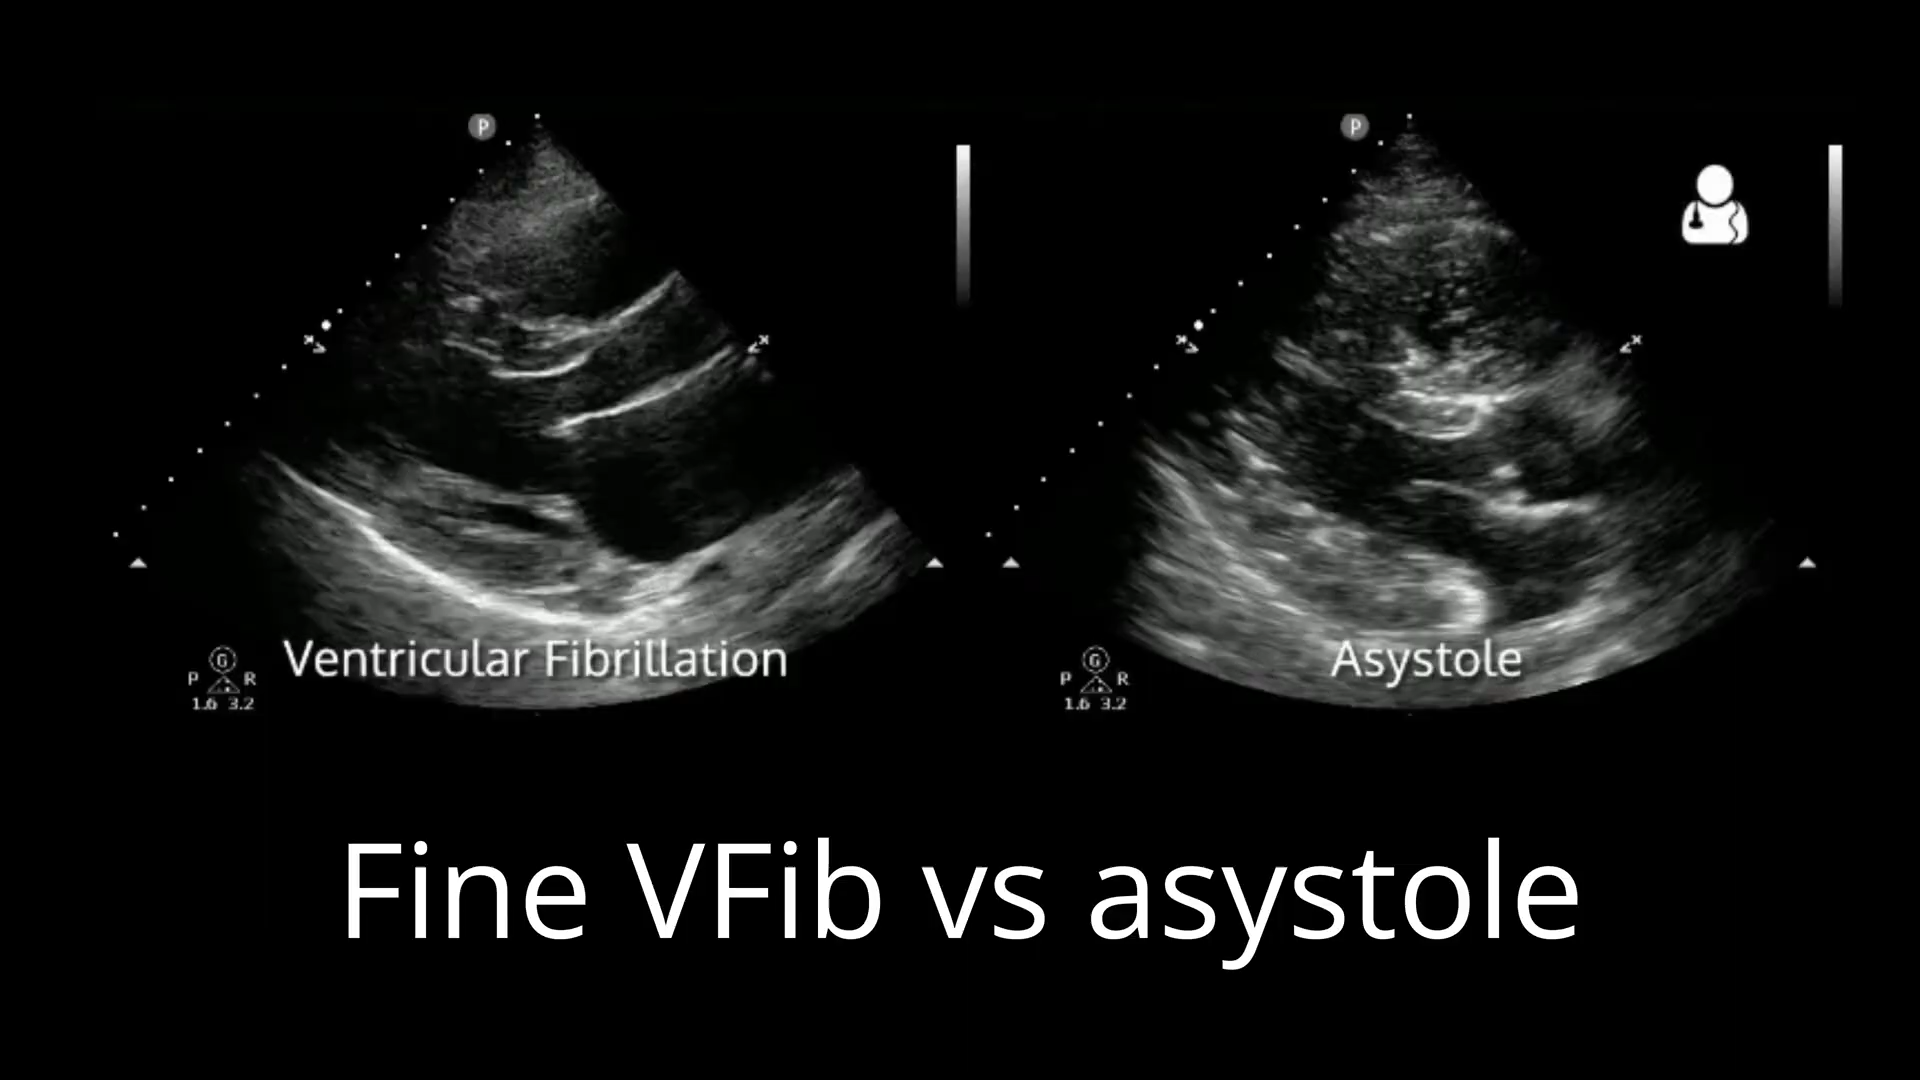 P
P
G
P R
1.6 3.2
Ventricular Fibrillation
G
P R
1.6 3.2
Asystole
Fine VFib vs asystole